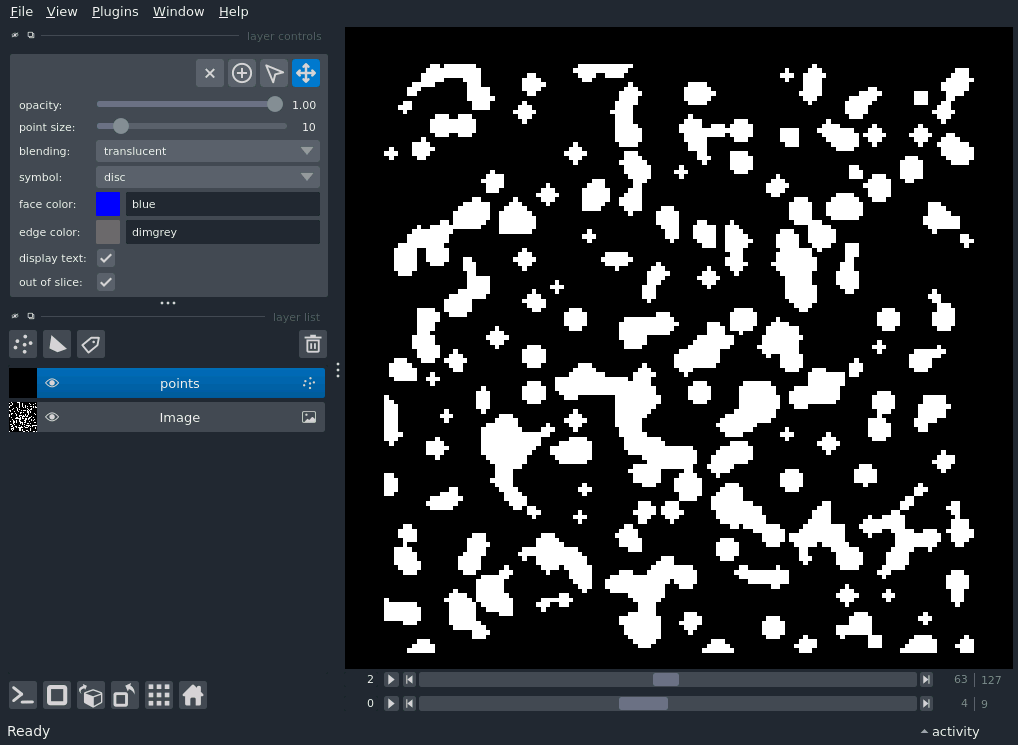 File View Plugins Window Help
layer controls
opacity: 1.00
point size: 10
blending: translucent
symbol: disc
face color: blue
edge color: dimgrey
display text:
out of slice:
layer list
points
Image
2 63 127
0 4 9
Ready activity